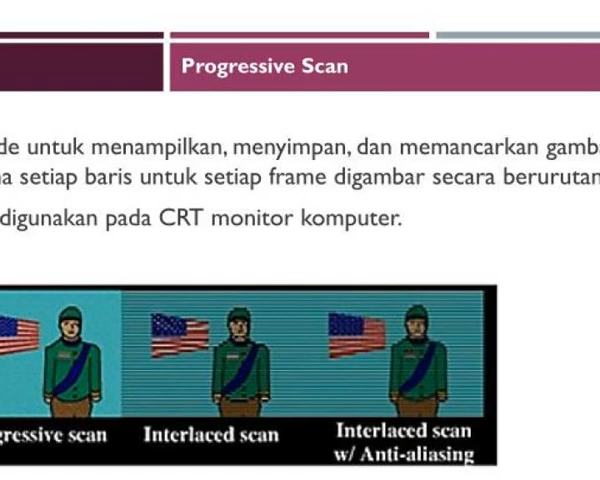 Progressive Scan
de untuk menampilkan, menyimpan, dan memancarkan gamb
a setiap baris untuk setiap frame digambar secara berurutan
digunakan pada CRT monitor komputer.
gressive scan
Interlaced scan
Interlaced scan
w/ Anti-aliasing